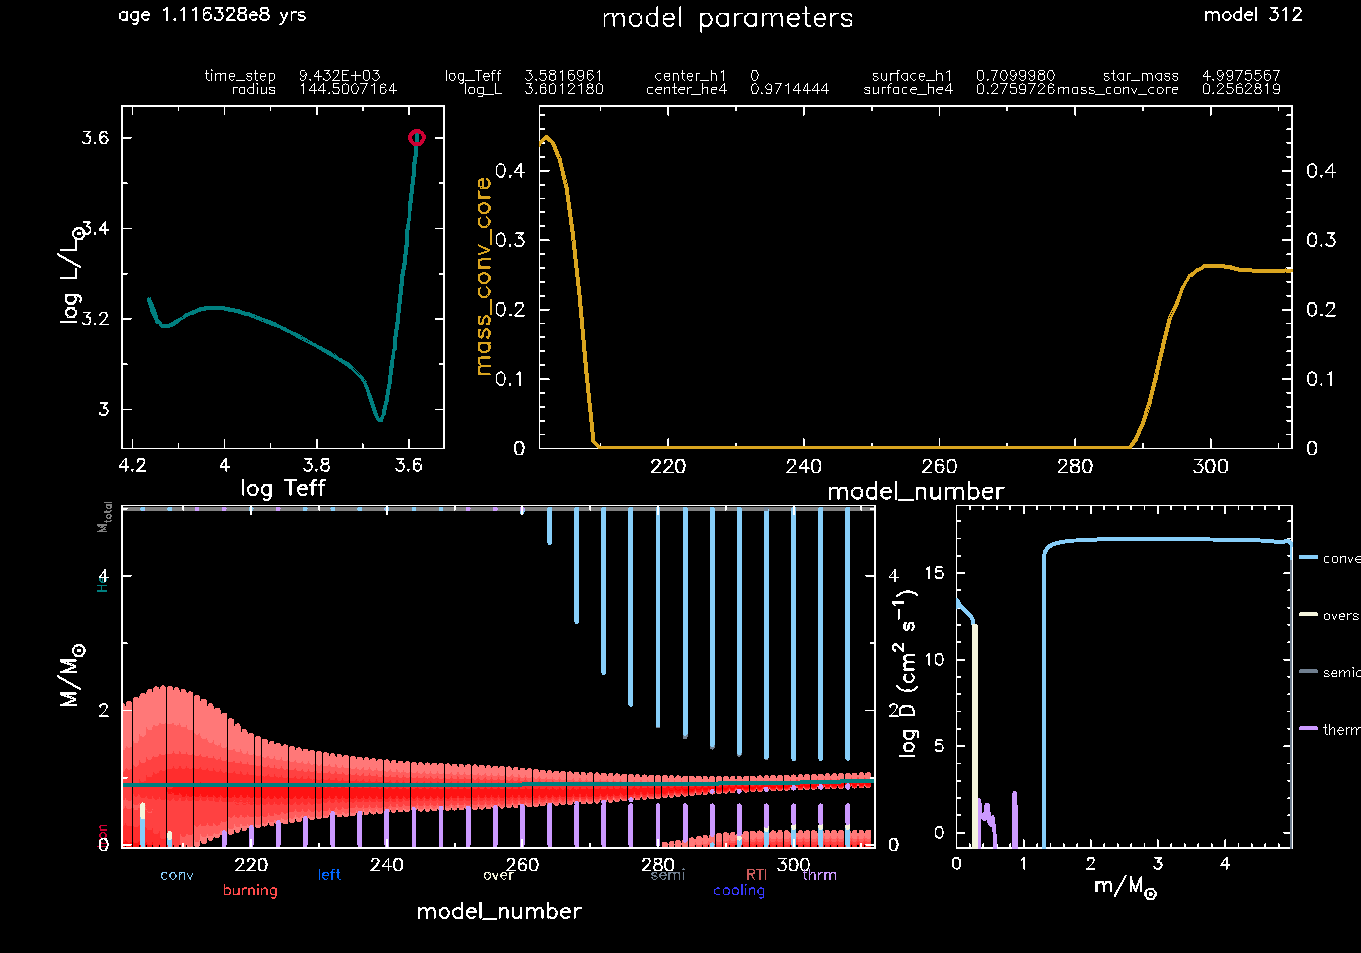 age 1.116328e8 yrs model parameters model 312
time_step 9.432E+03 log_Teff 3.5816961 center_h1 0 surface_h1 0.7099980 star_mass 4.9975567
radius 144.5007164 log_L 3.6012180 center_he4 0.9714444 surface_he4 0.2759726 mass_conv_core 0.2562819
log L/L⊙
3.6
3.4
3.2
3
4.2 4 3.8 3.6
log Teff
mass_conv_core
0.4 0.4
0.3 0.3
0.2 0.2
0.1 0.1
0 0
220 240 260 280 300
model_number
M/M⊙
Mtotal
He
4 4
2 2
0 0
220 240 260 280 300
conv left over semi RTI thrm
burning cooling
model_number
log D (cm² s⁻¹)
15
10
5
0
0 1 2 3 4
m/M⊙
conve
overs
semic
therm